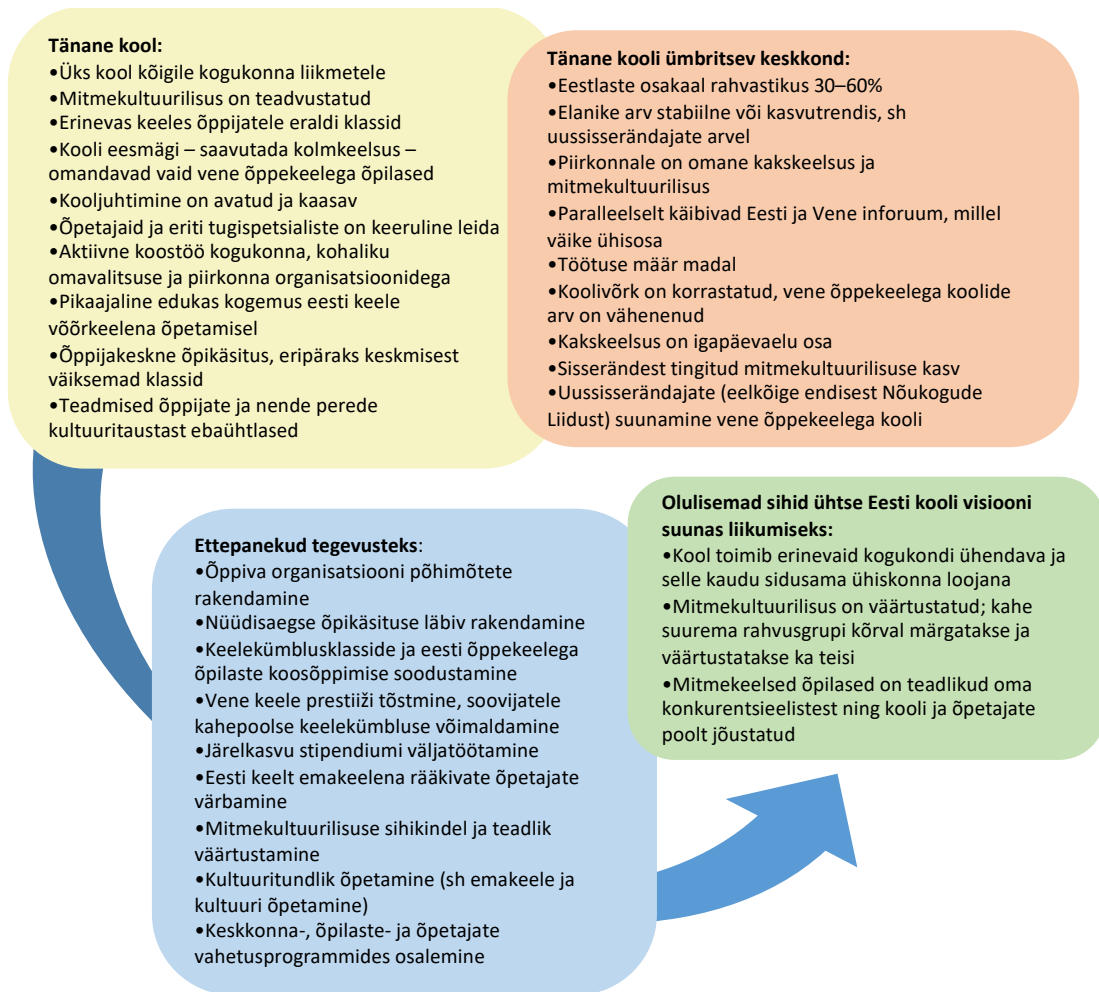 Tänane kool:
•Üks kool kõigile kogukonna liikmetele
•Mitmekultuurilisus on teadvustatud
•Erinevas keeles õppijatele eraldi klassid
•Kooli eesmägi – saavutada kolmkeelsus –
omandavad vaid vene õppekeelega õpilased
•Kooljuhtimine on avatud ja kaasav
•Õpetajaid ja eriti tugispetsialiste on keeruline leida
•Aktiivne koostöö kogukonna, kohaliku
omavalitsuse ja piirkonna organisatsioonidega
•Pikaajaline edukas kogemus eesti keele
võõrkeelena õpetamisel
•Õppijakeskne õpikäsitus, eripäraks keskmisest
väiksemad klassid
•Teadmised õppijate ja nende perede
kultuuritaustast ebaühtlased
Tänane kooli ümbritsev keskkond:
•Eestlaste osakaal rahvastikus 30–60%
•Elanike arv stabiilne või kasvutrendis, sh
uussisserändajate arvel
•Piirkonnale on omane kakskeelsus ja
mitmekultuurilisus
•Paralleelselt käibivad Eesti ja Vene inforuum, millel
väike ühisosa
•Töötuse määr madal
•Koolivõrk on korrastatud, vene õppekeelega koolide
arv on vähenenud
•Kakskeelsus on igapäevaelu osa
•Sisserändest tingitud mitmekultuurilisuse kasv
•Uussisserändajate (eelkõige endisest Nõukogude
Liidust) suunamine vene õppekeelega kooli
Ettepanekud tegevusteks:
•Õppiva organisatsiooni põhimõtete
rakendamine
•Nüüdisaegse õpikäsituse läbiv rakendamine
•Keelekümblusklasside ja eesti õppekeelega
õpilaste koosõppimise soodustamine
•Vene keele prestiiži tõstmine, soovijatele
kahepoolse keelekümbluse võimaldamine
•Järelkasvu stipendiumi väljatöötamine
•Eesti keelt emakeelena rääkivate õpetajate
värbamine
•Mitmekultuurilisuse sihikindel ja teadlik
väärtustamine
•Kultuuritundlik õpetamine (sh emakeele ja
kultuuri õpetamine)
•Keskkonna-, õpilaste- ja õpetajate
vahetusprogrammides osalemine
Olulisemad sihid ühtse Eesti kooli visiooni
suunas liikumiseks:
•Kool toimib erinevaid kogukondi ühendava ja
selle kaudu sidusama ühiskonna loojana
•Mitmekultuurilisus on väärtustatud; kahe
suurema rahvusgrupi kõrval märgatakse ja
väärtustatakse ka teisi
•Mitmekeelsed õpilased on teadlikud oma
konkurentsieelistest ning kooli ja õpetajate
poolt jõustatud